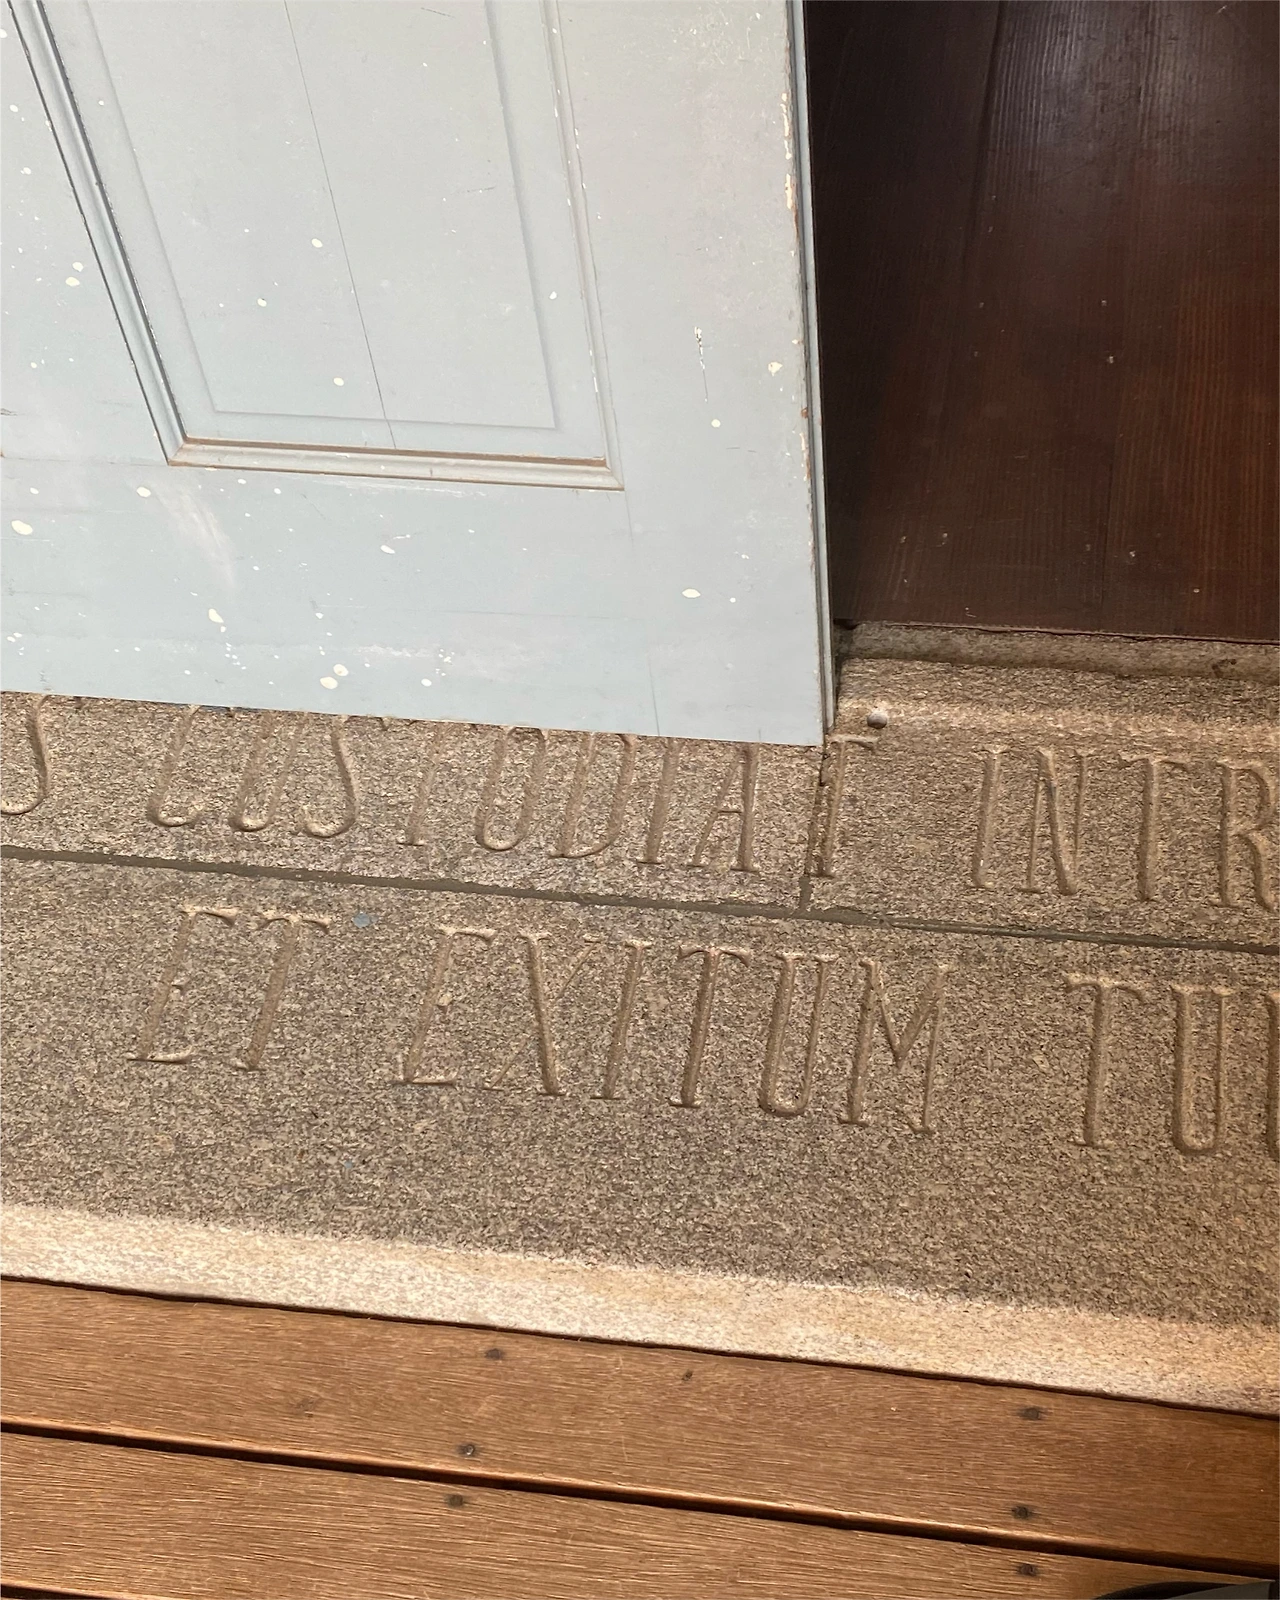 S CUSTODIAT INTR
ET EXITUM TU